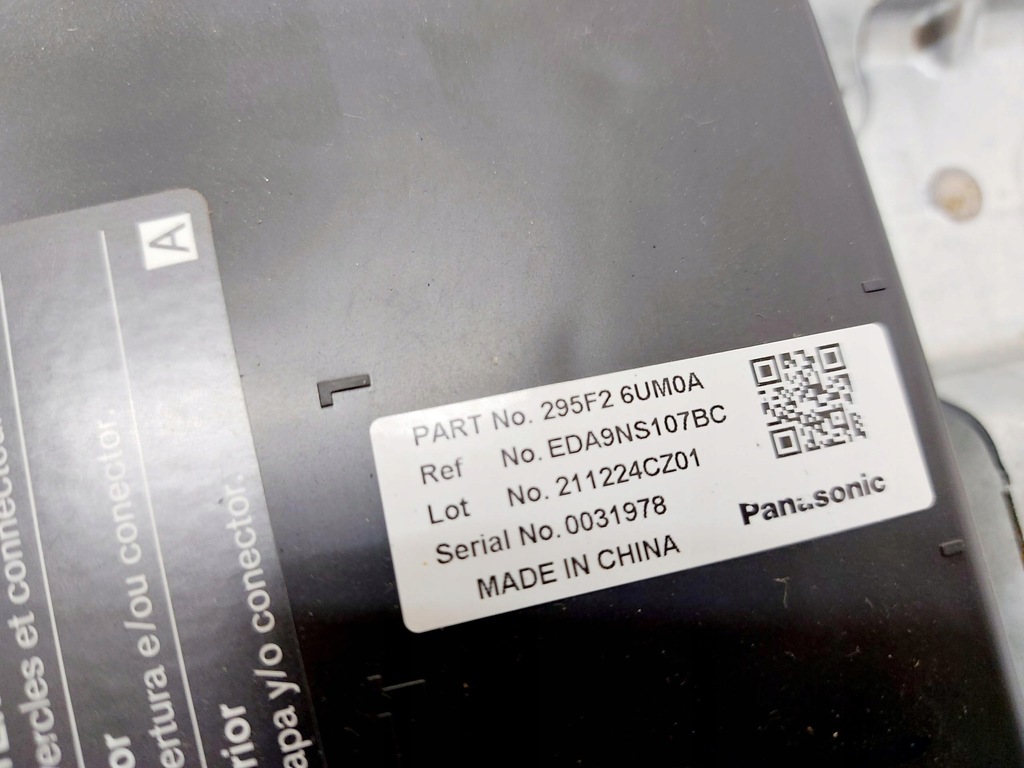 A
PART No. 295F2 6UM0A
Ref No. EDA9NS107BC
Lot No. 211224CZ01
Serial No. 0031978
MADE IN CHINA
Panasonic
ercles et connecteur.
or
ertura e/ou conector.
rior
apa y/o conector.